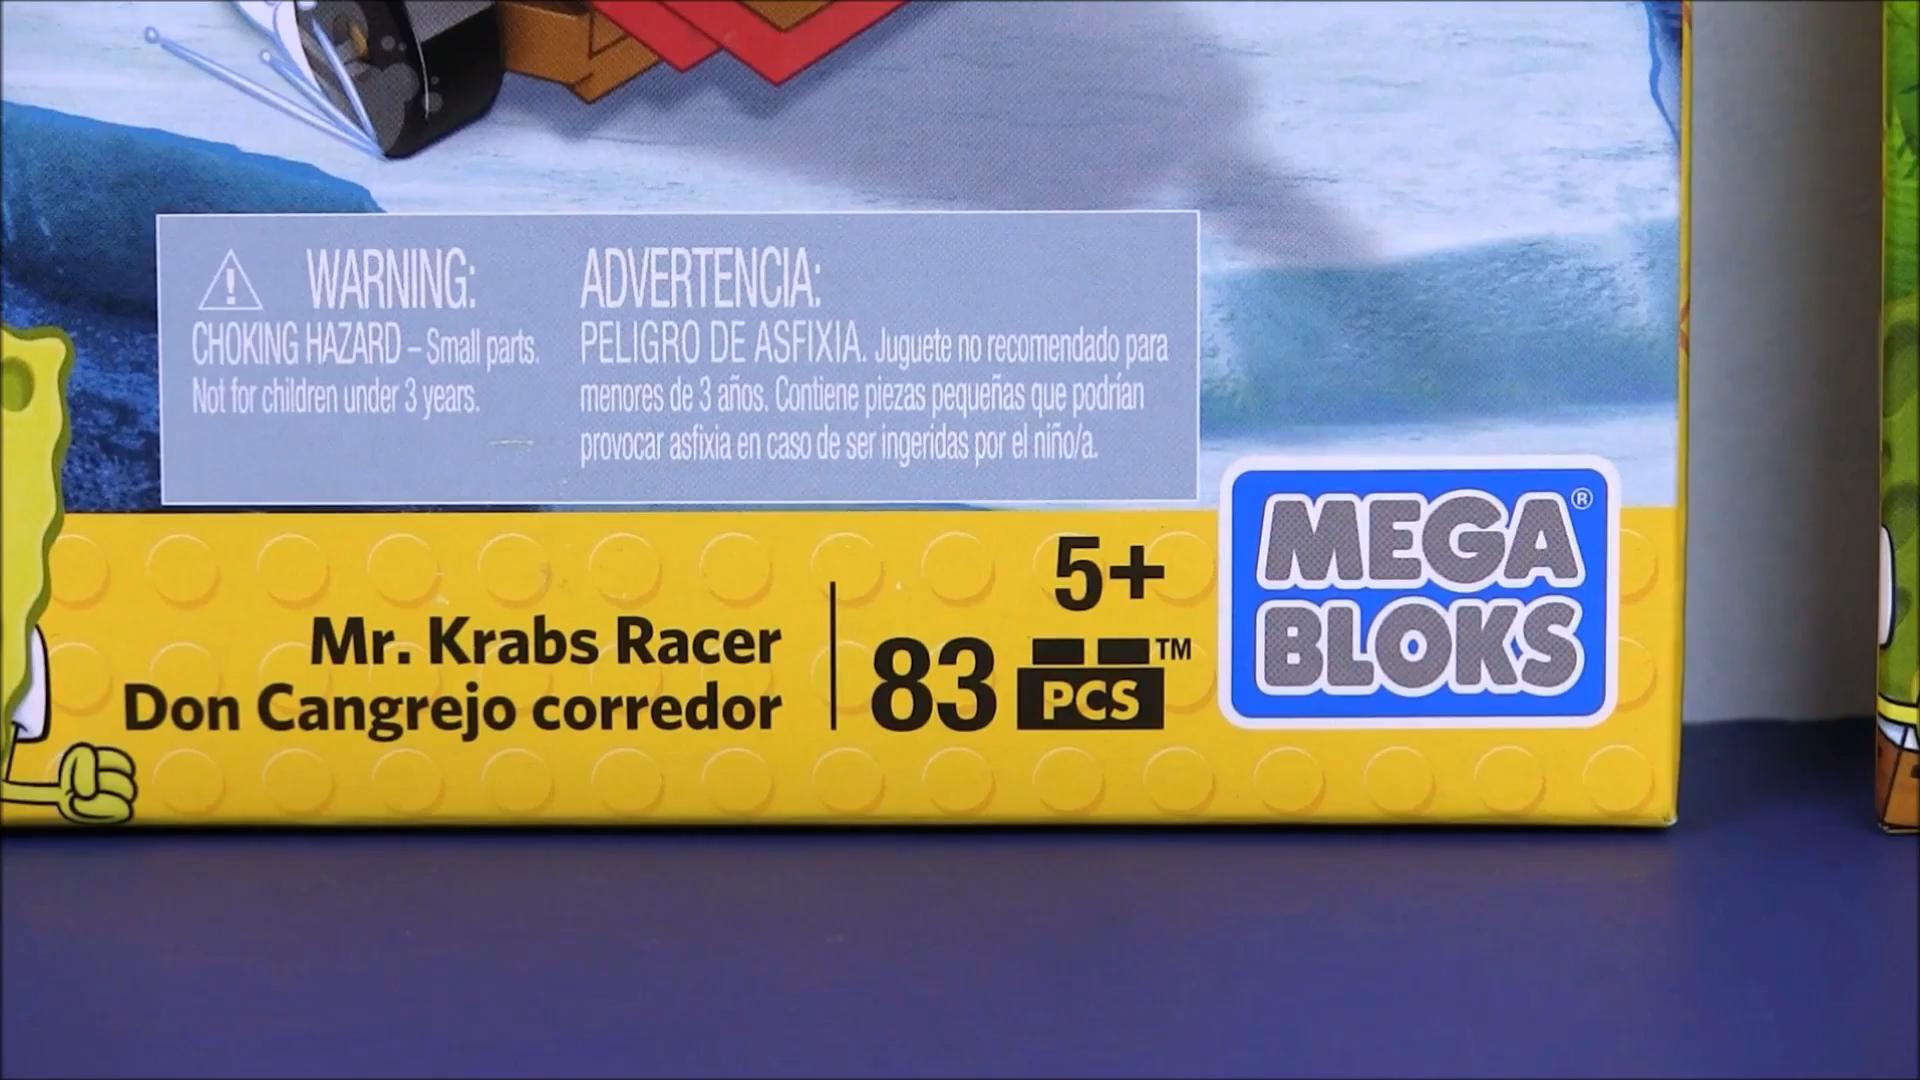 WARNING:
CHOKING HAZARD – Small parts.
Not for children under 3 years.
ADVERTENCIA:
PELIGRO DE ASFIXIA. Juguete no recomendado para
menores de 3 años. Contiene piezas pequeñas que podrían
provocar asfixia en caso de ser ingeridas por el niño/a.
Mr. Krabs Racer
Don Cangrejo corredor
5+
83 PCS™
MEGA®
BLOKS